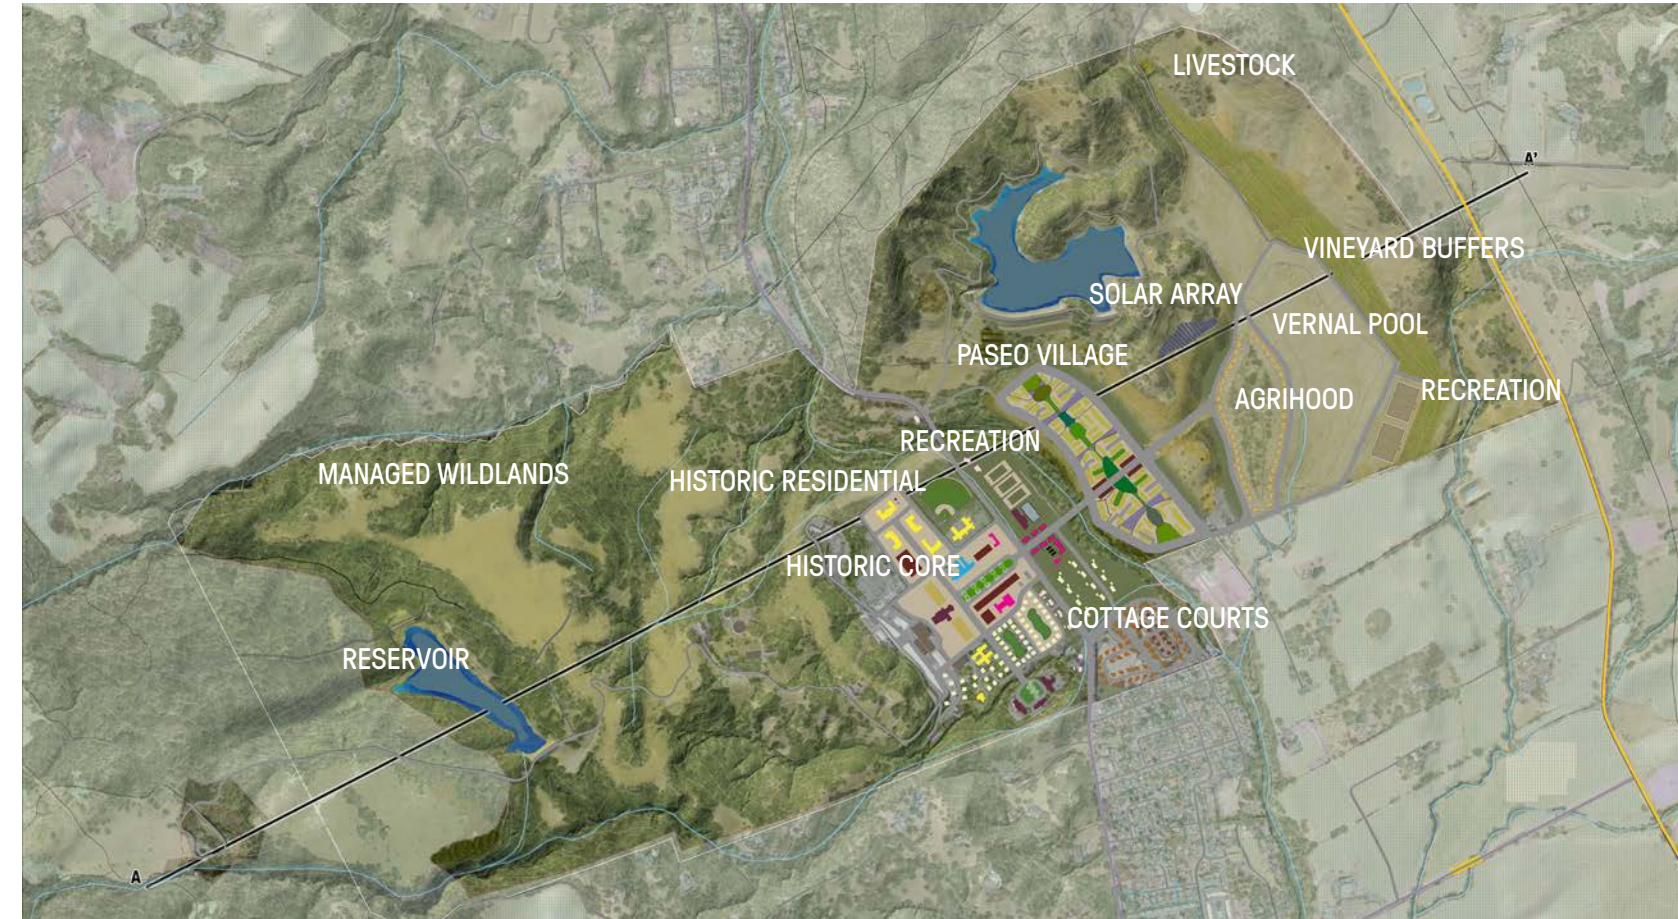 LIVESTOCK
A'
VINEYARD BUFFERS
SOLAR ARRAY
VERNAL POOL
PASEO VILLAGE
RECREATION
AGRIHOOD
RECREATION
MANAGED WILDLANDS
HISTORIC RESIDENTIAL
HISTORIC CORE
COTTAGE COURTS
RESERVOIR
A